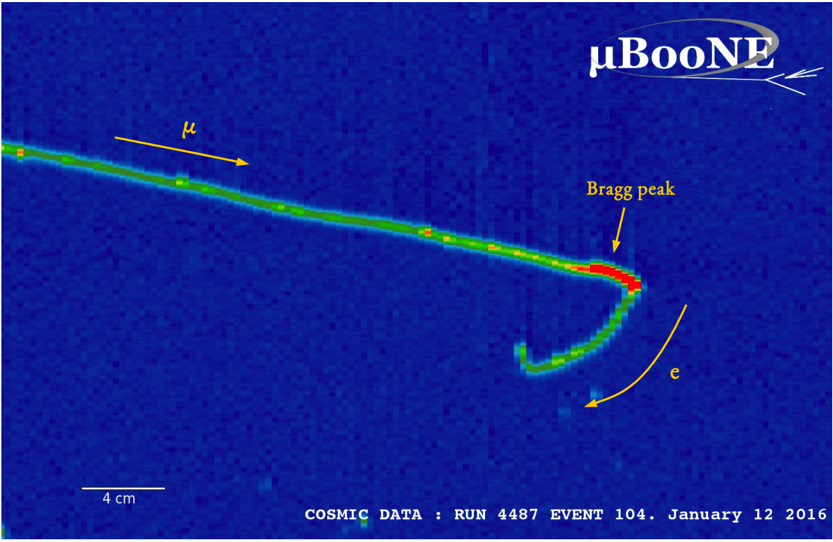 µBooNE
μ
Bragg peak
e
4 cm
COSMIC DATA : RUN 4487 EVENT 104. January 12 2016